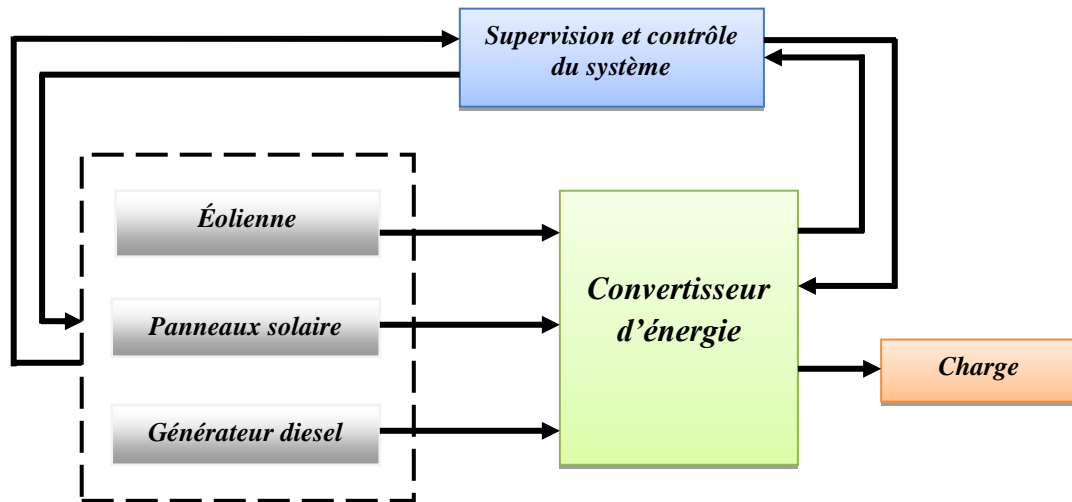 Supervision et contrôle
du système
Éolienne
Panneaux solaire
Générateur diesel
Convertisseur
d’énergie
Charge